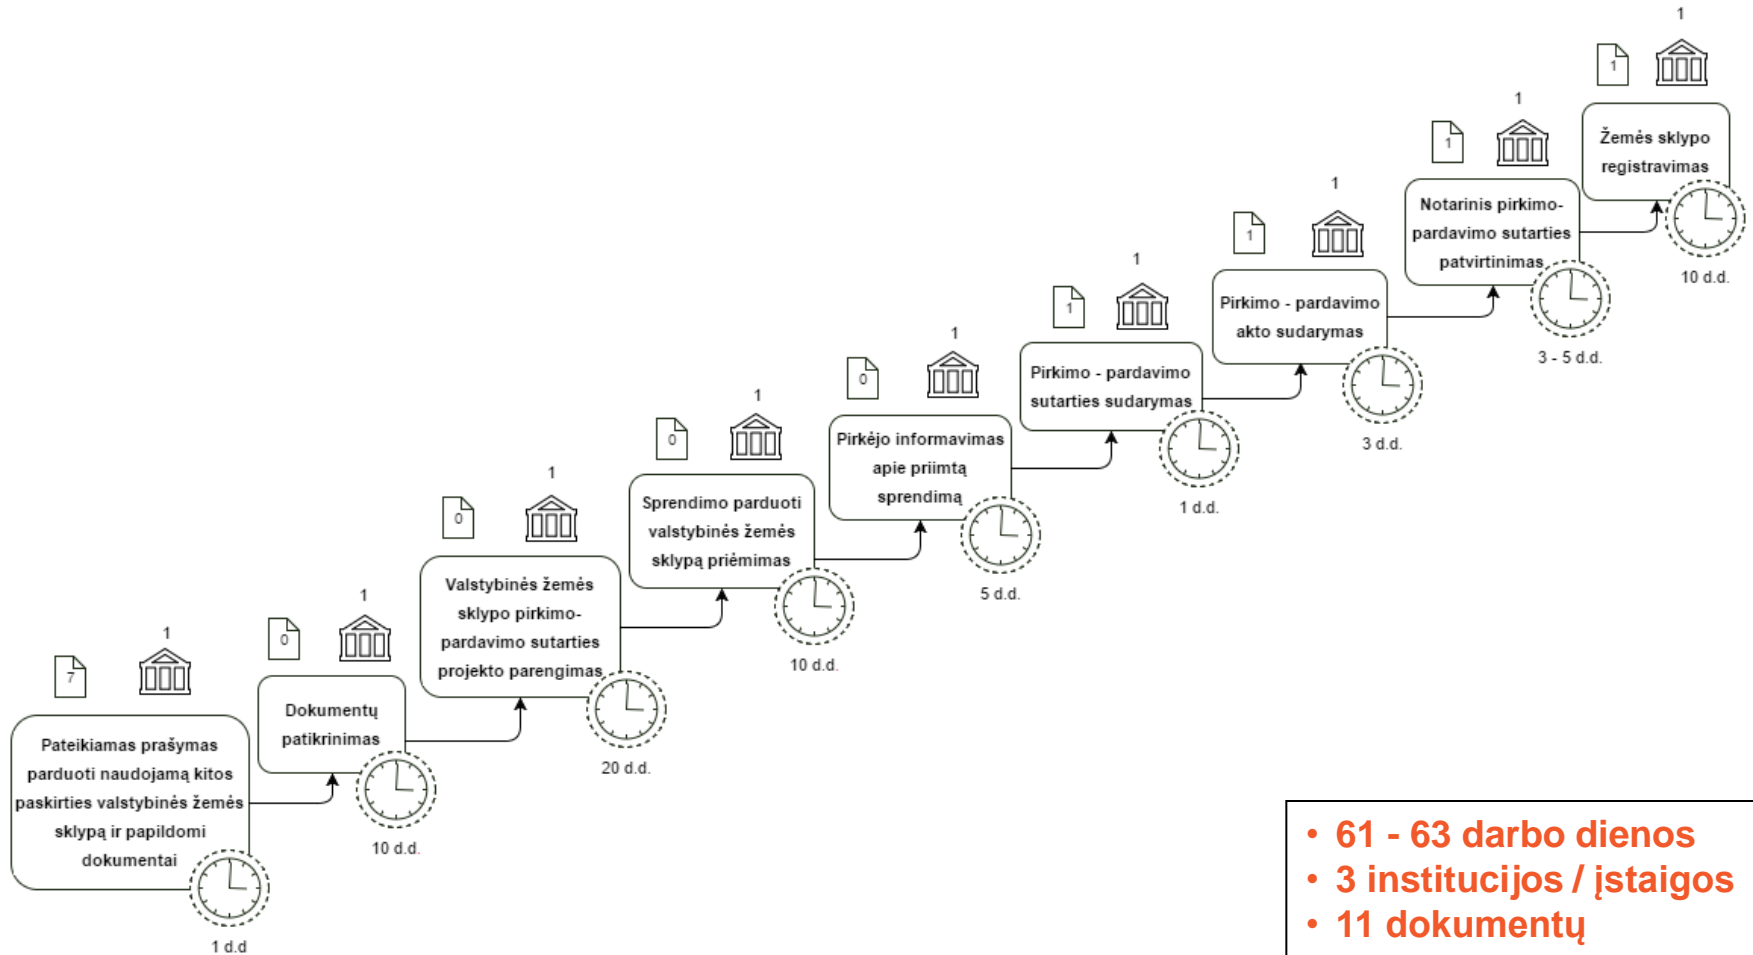 7
1
Pateikiamas prašymas
parduoti naudojamą kitos
paskirties valstybinės žemės
sklypą ir papildomi
dokumentai
1 d.d
0
1
Dokumentų
patikrinimas
10 d.d.
0
1
Valstybinės žemės
sklypo pirkimo-
pardavimo sutarties
projekto parengimas
20 d.d.
0
1
Sprendimo parduoti
valstybinės žemės
sklypą priėmimas
10 d.d.
0
1
Pirkėjo informavimas
apie priimtą
sprendimą
5 d.d.
1
1
Pirkimo - pardavimo
sutarties sudarymas
1 d.d.
1
1
Pirkimo - pardavimo
akto sudarymas
3 d.d.
1
1
Notarinis pirkimo-
pardavimo sutarties
patvirtinimas
3 - 5 d.d.
1
1
Žemės sklypo
registravimas
10 d.d.
• 61 - 63 darbo dienos
• 3 institucijos / įstaigos
• 11 dokumentų